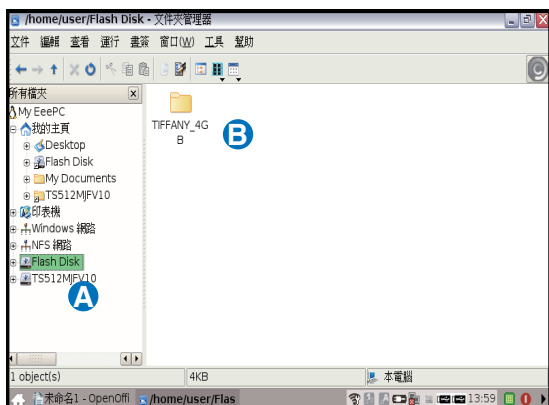 /home/user/Flash Disk - 文件夾管理器
文件 編輯 查看 運行 書簽 窗口(W) 工具 幫助
所有檔夾
My EeePC
我的主頁
Desktop
Flash Disk
My Documents
TS512MJFV10
印表機
Windows 網路
NFS 網路
Flash Disk
TS512MJFV10
A
TIFFANY_4G
B
B
1 object(s)
4KB
本電腦
未命名1 - OpenOffi
/home/user/Flas
13:59